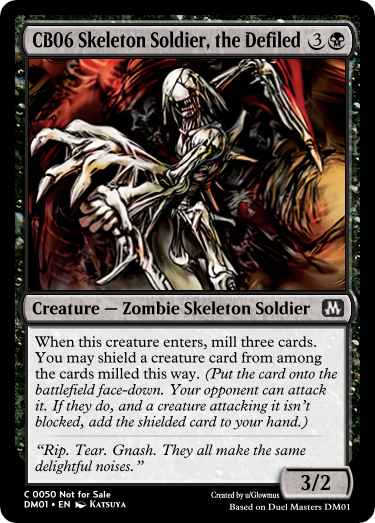 CB06 Skeleton Soldier, the Defiled 3
Creature — Zombie Skeleton Soldier
When this creature enters, mill three cards.
You may shield a creature card from among
the cards milled this way. (Put the card onto the
battlefield face-down. Your opponent can attack
it. If they do, and a creature attacking it isn't
blocked, add the shielded card to your hand.)
“Rip. Tear. Gnash. They all make the same
delightful noises.”
3/2
C 0050 Not for Sale
DM01 • EN Katsuya
Created by u/Glowmus
Based on Duel Masters DM01